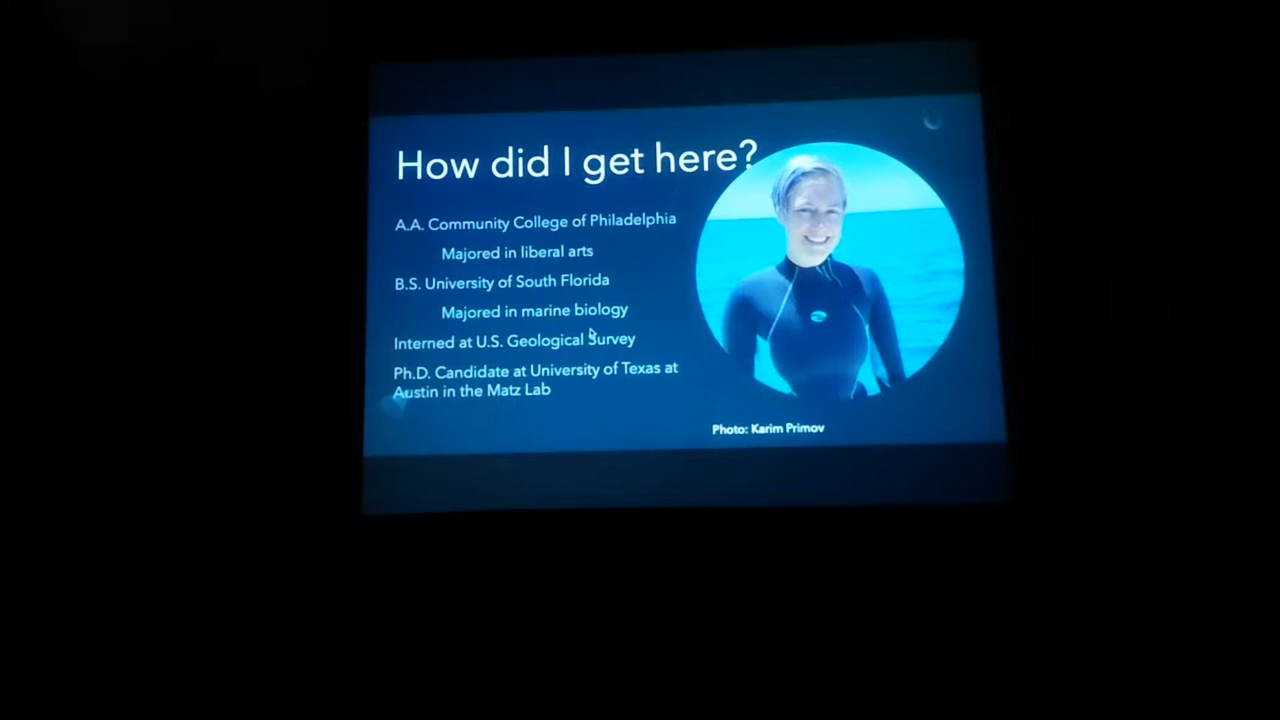 How did I get here?
A.A. Community College of Philadelphia
Majored in liberal arts
B.S. University of South Florida
Majored in marine biology
Interned at U.S. Geological Survey
Ph.D. Candidate at University of Texas at
Austin in the Matz Lab
Photo: Karim Primov